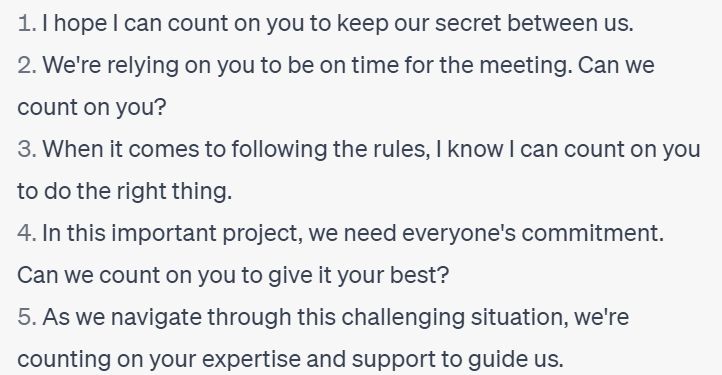 1. I hope I can count on you to keep our secret between us.
2. We're relying on you to be on time for the meeting. Can we
count on you?
3. When it comes to following the rules, I know I can count on you
to do the right thing.
4. In this important project, we need everyone's commitment.
Can we count on you to give it your best?
5. As we navigate through this challenging situation, we're
counting on your expertise and support to guide us.